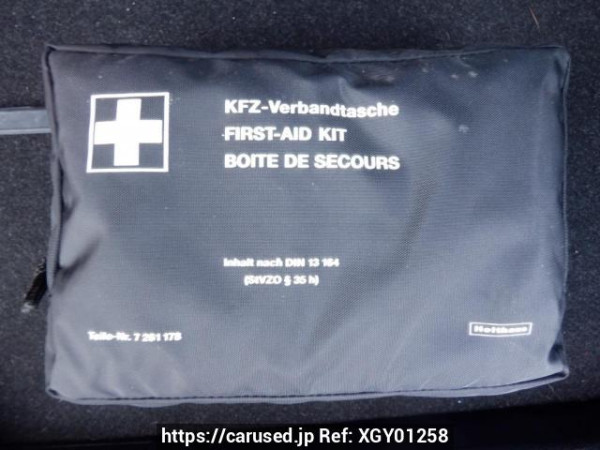 KFZ-Verbandtasche
FIRST-AID KIT
BOITE DE SECOURS
Inhalt nach DIN 13 164
(StVZO § 35 h)
Teile-Nr. 7 261 178
Holthaus
https://carused.jp Ref: XGY01258